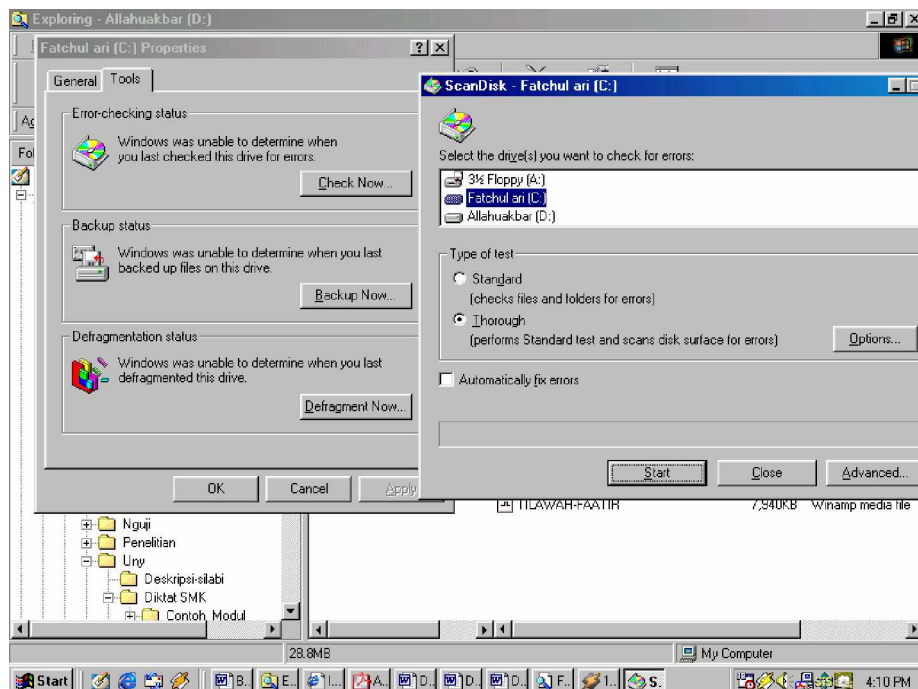 Exploring - Allahuakbar (D:)
Fatchul ari (C:) Properties
General
Tools
Error-checking status
Windows was unable to determine when
you last checked this drive for errors.
Check Now...
Backup status
Windows was unable to determine when you last
backed up files on this drive.
Backup Now...
Defragmentation status
Windows was unable to determine when you last
defragmented this drive.
Defragment Now...
OK
Cancel
Apply
ScanDisk - Fatchul ari (C:)
Select the drive(s) you want to check for errors:
3½ Floppy (A:)
Fatchul ari (C:)
Allahuakbar (D:)
Type of test
Standard
(checks files and folders for errors)
Thorough
(performs Standard test and scans disk surface for errors)
Options...
Automatically fix errors
Start
Close
Advanced...
TILAWAH-FAATIR 7,940KB Winamp media file
Nguji
Penelitian
Uny
Deskripsi-silabi
Diktat SMK
Contoh_Modul
28.8MB
My Computer
Start
B..
E..
I...
A..
D..
D..
D..
F..
1..
S..
4:10 PM